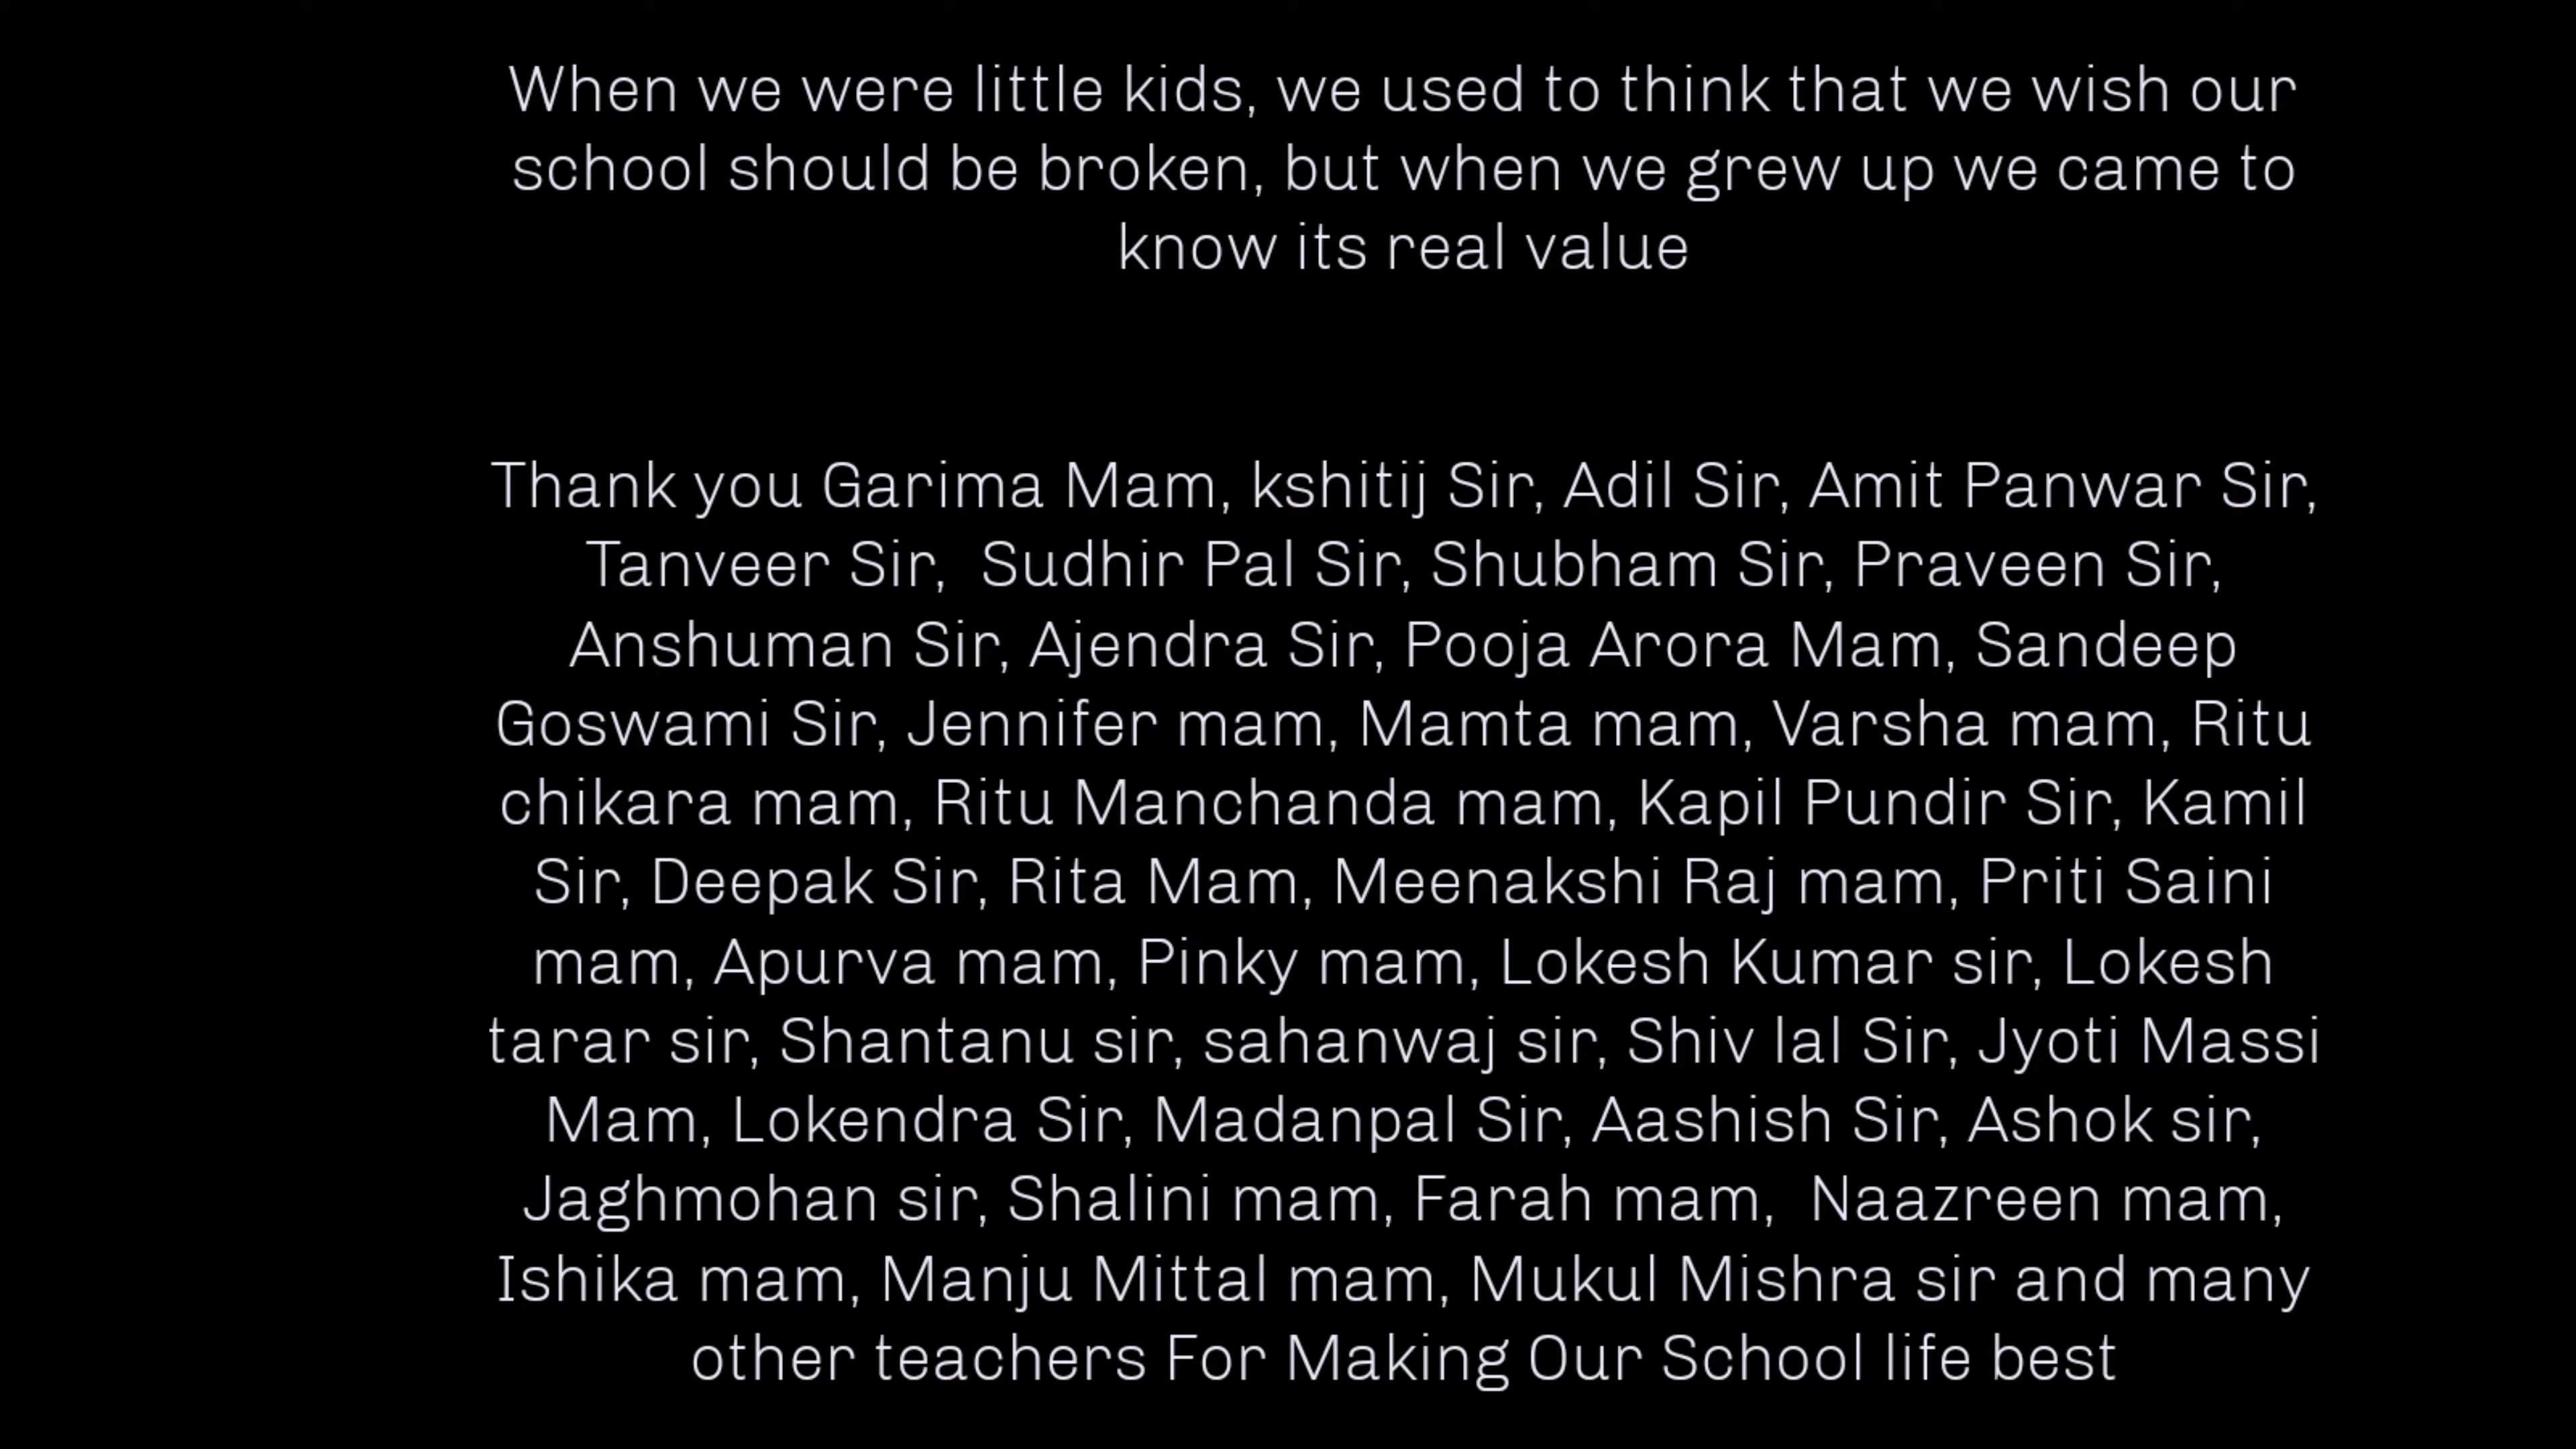 When we were little kids, we used to think that we wish our
school should be broken, but when we grew up we came to
know its real value
Thank you Garima Mam, kshitij Sir, Adil Sir, Amit Panwar Sir,
Tanveer Sir,  Sudhir Pal Sir, Shubham Sir, Praveen Sir,
Anshuman Sir, Ajendra Sir, Pooja Arora Mam, Sandeep
Goswami Sir, Jennifer mam, Mamta mam, Varsha mam, Ritu
chikara mam, Ritu Manchanda mam, Kapil Pundir Sir, Kamil
Sir, Deepak Sir, Rita Mam, Meenakshi Raj mam, Priti Saini
mam, Apurva mam, Pinky mam, Lokesh Kumar sir, Lokesh
tarar sir, Shantanu sir, sahanwaj sir, Shiv lal Sir, Jyoti Massi
Mam, Lokendra Sir, Madanpal Sir, Aashish Sir, Ashok sir,
Jaghmohan sir, Shalini mam, Farah mam,  Naazreen mam,
Ishika mam, Manju Mittal mam, Mukul Mishra sir and many
other teachers For Making Our School life best